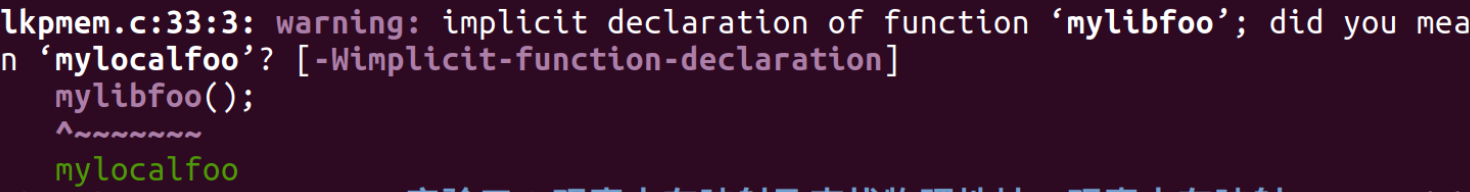 lkpmem.c:33:3: warning: implicit declaration of function ‘mylibfoo’; did you mea
n ‘mylocalfoo’? [-Wimplicit-function-declaration]
mylibfoo();
^~~~~~~~
mylocalfoo